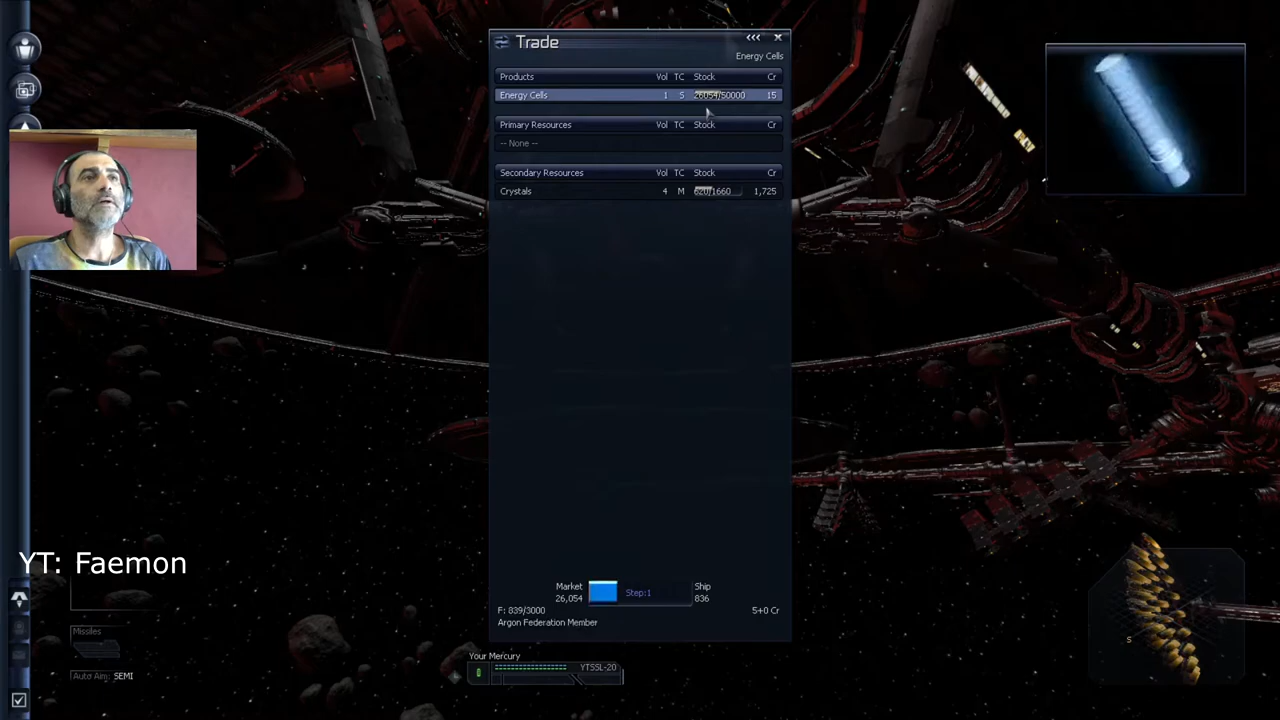 Trade
Energy Cells
Products Vol TC Stock Cr
Energy Cells 1 S 26054/50000 15
Primary Resources Vol TC Stock Cr
-- None --
Secondary Resources Vol TC Stock Cr
Crystals 4 M 620/1660 1,725
YT: Faemon
Market Ship
26,054 Step:1 836
F: 839/3000 5+0 Cr
Argon Federation Member
Missiles
Your Mercury
YTSSL-20
Auto Aim: SEMI
S